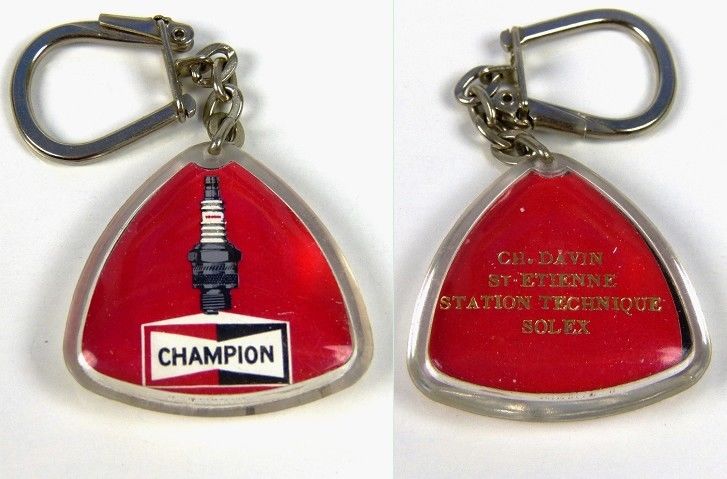 CHAMPION
CH. DAVIN
ST-ETIENNE
STATION TECHNIQUE
SOLEX